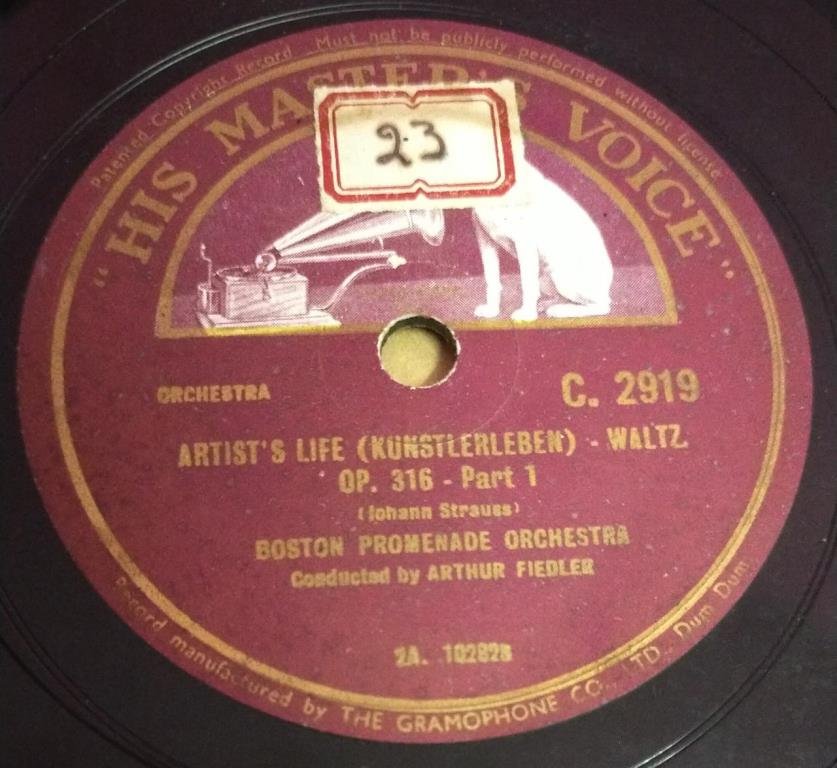 Patented Copyright Record Must not be publicly performed without license
"HIS MASTER'S VOICE"
23
ORCHESTRA
C. 2919
ARTIST'S LIFE (KÜNSTLERLEBEN) - WALTZ
OP. 316 - Part 1
(Johann Strauss)
BOSTON PROMENADE ORCHESTRA
Conducted by ARTHUR FIEDLER
2A. 102828
Record manufactured by THE GRAMOPHONE CO., LTD., Dum Dum